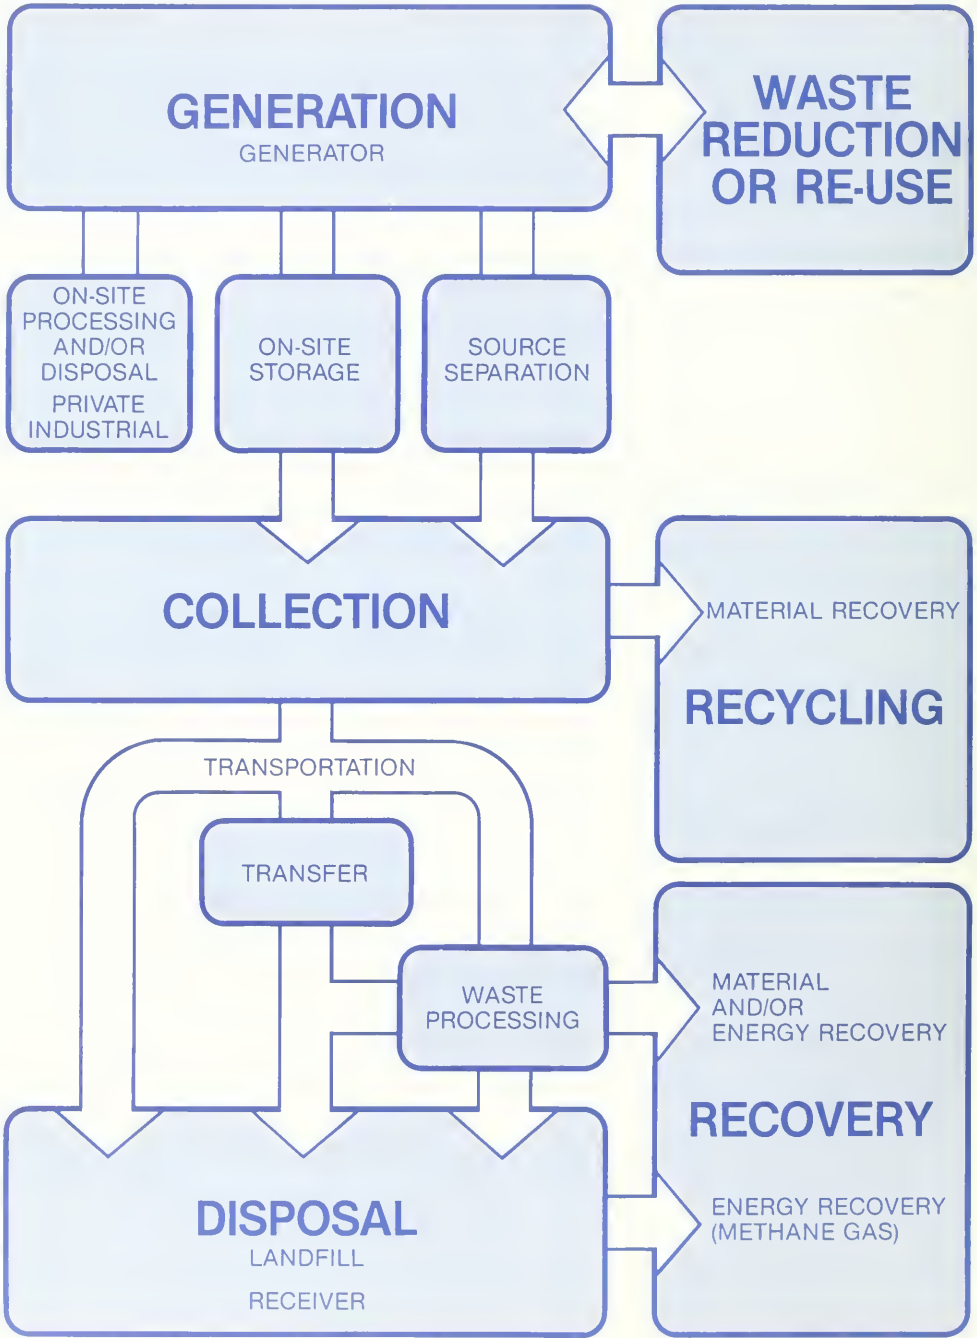 GENERATION
GENERATOR
WASTE
REDUCTION
OR RE-USE
ON-SITE
PROCESSING
AND/OR
DISPOSAL
PRIVATE
INDUSTRIAL
ON-SITE
STORAGE
SOURCE
SEPARATION
COLLECTION
MATERIAL RECOVERY
RECYCLING
TRANSPORTATION
TRANSFER
WASTE
PROCESSING
MATERIAL
AND/OR
ENERGY RECOVERY
RECOVERY
ENERGY RECOVERY
(METHANE GAS)
DISPOSAL
LANDFILL
RECEIVER